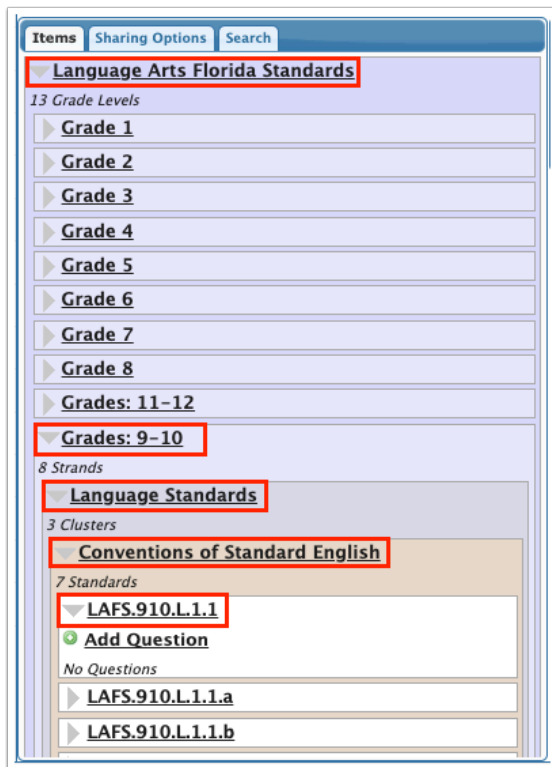 Items Sharing Options Search
Language Arts Florida Standards
13 Grade Levels
Grade 1
Grade 2
Grade 3
Grade 4
Grade 5
Grade 6
Grade 7
Grade 8
Grades: 11-12
Grades: 9-10
8 Strands
Language Standards
3 Clusters
Conventions of Standard English
7 Standards
LAFS.910.L.1.1
Add Question
No Questions
LAFS.910.L.1.1.a
LAFS.910.L.1.1.b